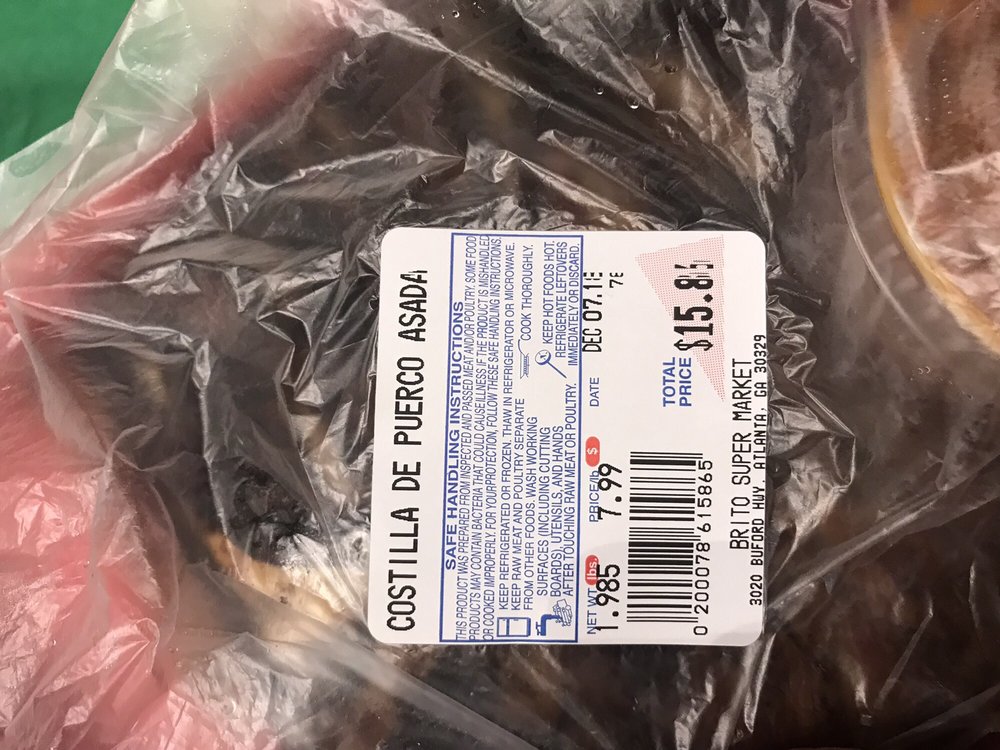 COSTILLA DE PUERCO ASADA
SAFE HANDLING INSTRUCTIONS
THIS PRODUCT WAS PREPARED FROM INSPECTED AND PASSED MEAT AND/OR POULTRY. SOME FOOD
PRODUCTS MAY CONTAIN BACTERIA THAT COULD CAUSE ILLNESS IF THE PRODUCT IS MISHANDLED
OR COOKED IMPROPERLY. FOR YOUR PROTECTION, FOLLOW THESE SAFE HANDLING INSTRUCTIONS.
KEEP REFRIGERATED OR FROZEN. THAW IN REFRIGERATOR OR MICROWAVE.
KEEP RAW MEAT AND POULTRY SEPARATE
FROM OTHER FOODS. WASH WORKING
SURFACES (INCLUDING CUTTING
BOARDS), UTENSILS, AND HANDS
AFTER TOUCHING RAW MEAT OR POULTRY.
COOK THOROUGHLY.
KEEP HOT FOODS HOT.
REFRIGERATE LEFTOVERS
IMMEDIATELY OR DISCARD.
NET WT lbs PRICE/lb $ DATE DEC 07.
1.985 7.99
TOTAL
PRICE
0 200078 615865
BRITO SUPER MARKET
3020 BUFORD HWY. ATLANTA, GA 30329